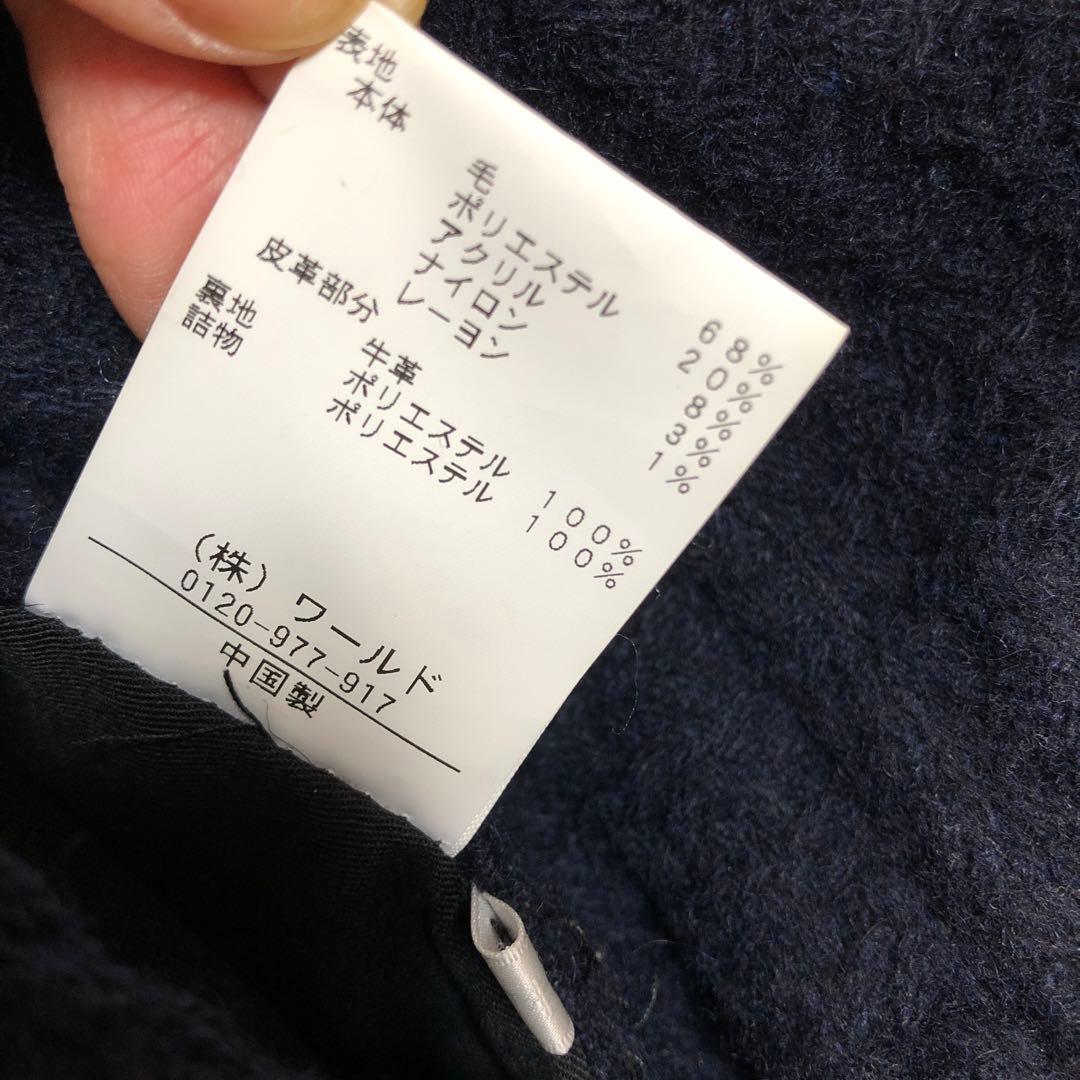 表地
本体
毛 68%
ポリエステル 20%
アクリル 8%
ナイロン 3%
レーヨン 1%
皮革部分
牛革
裏地 ポリエステル 100%
詰物 ポリエステル 100%
(株) ワールド
0120-977-917
中国製